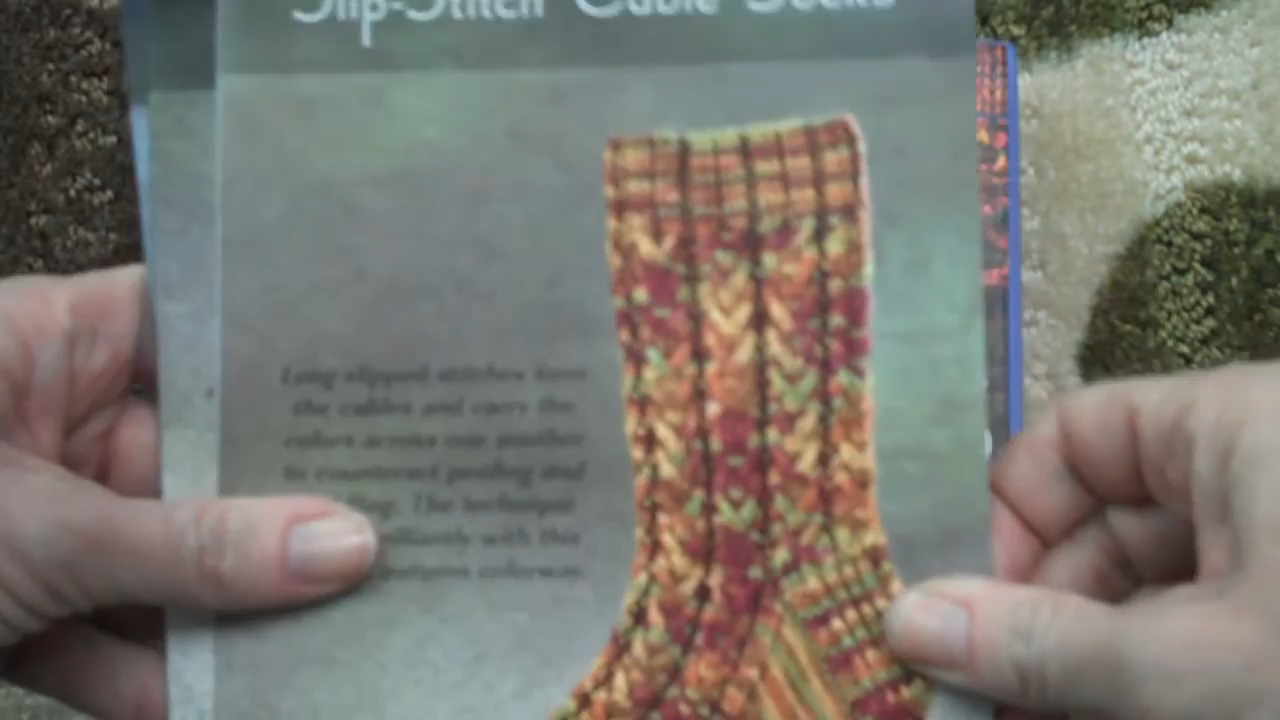 Slip-Stitch Cable Socks
Long slipped stitches form
the cables and carry the
colors across one another
to counteract pooling and
The technique
with this
colorway.